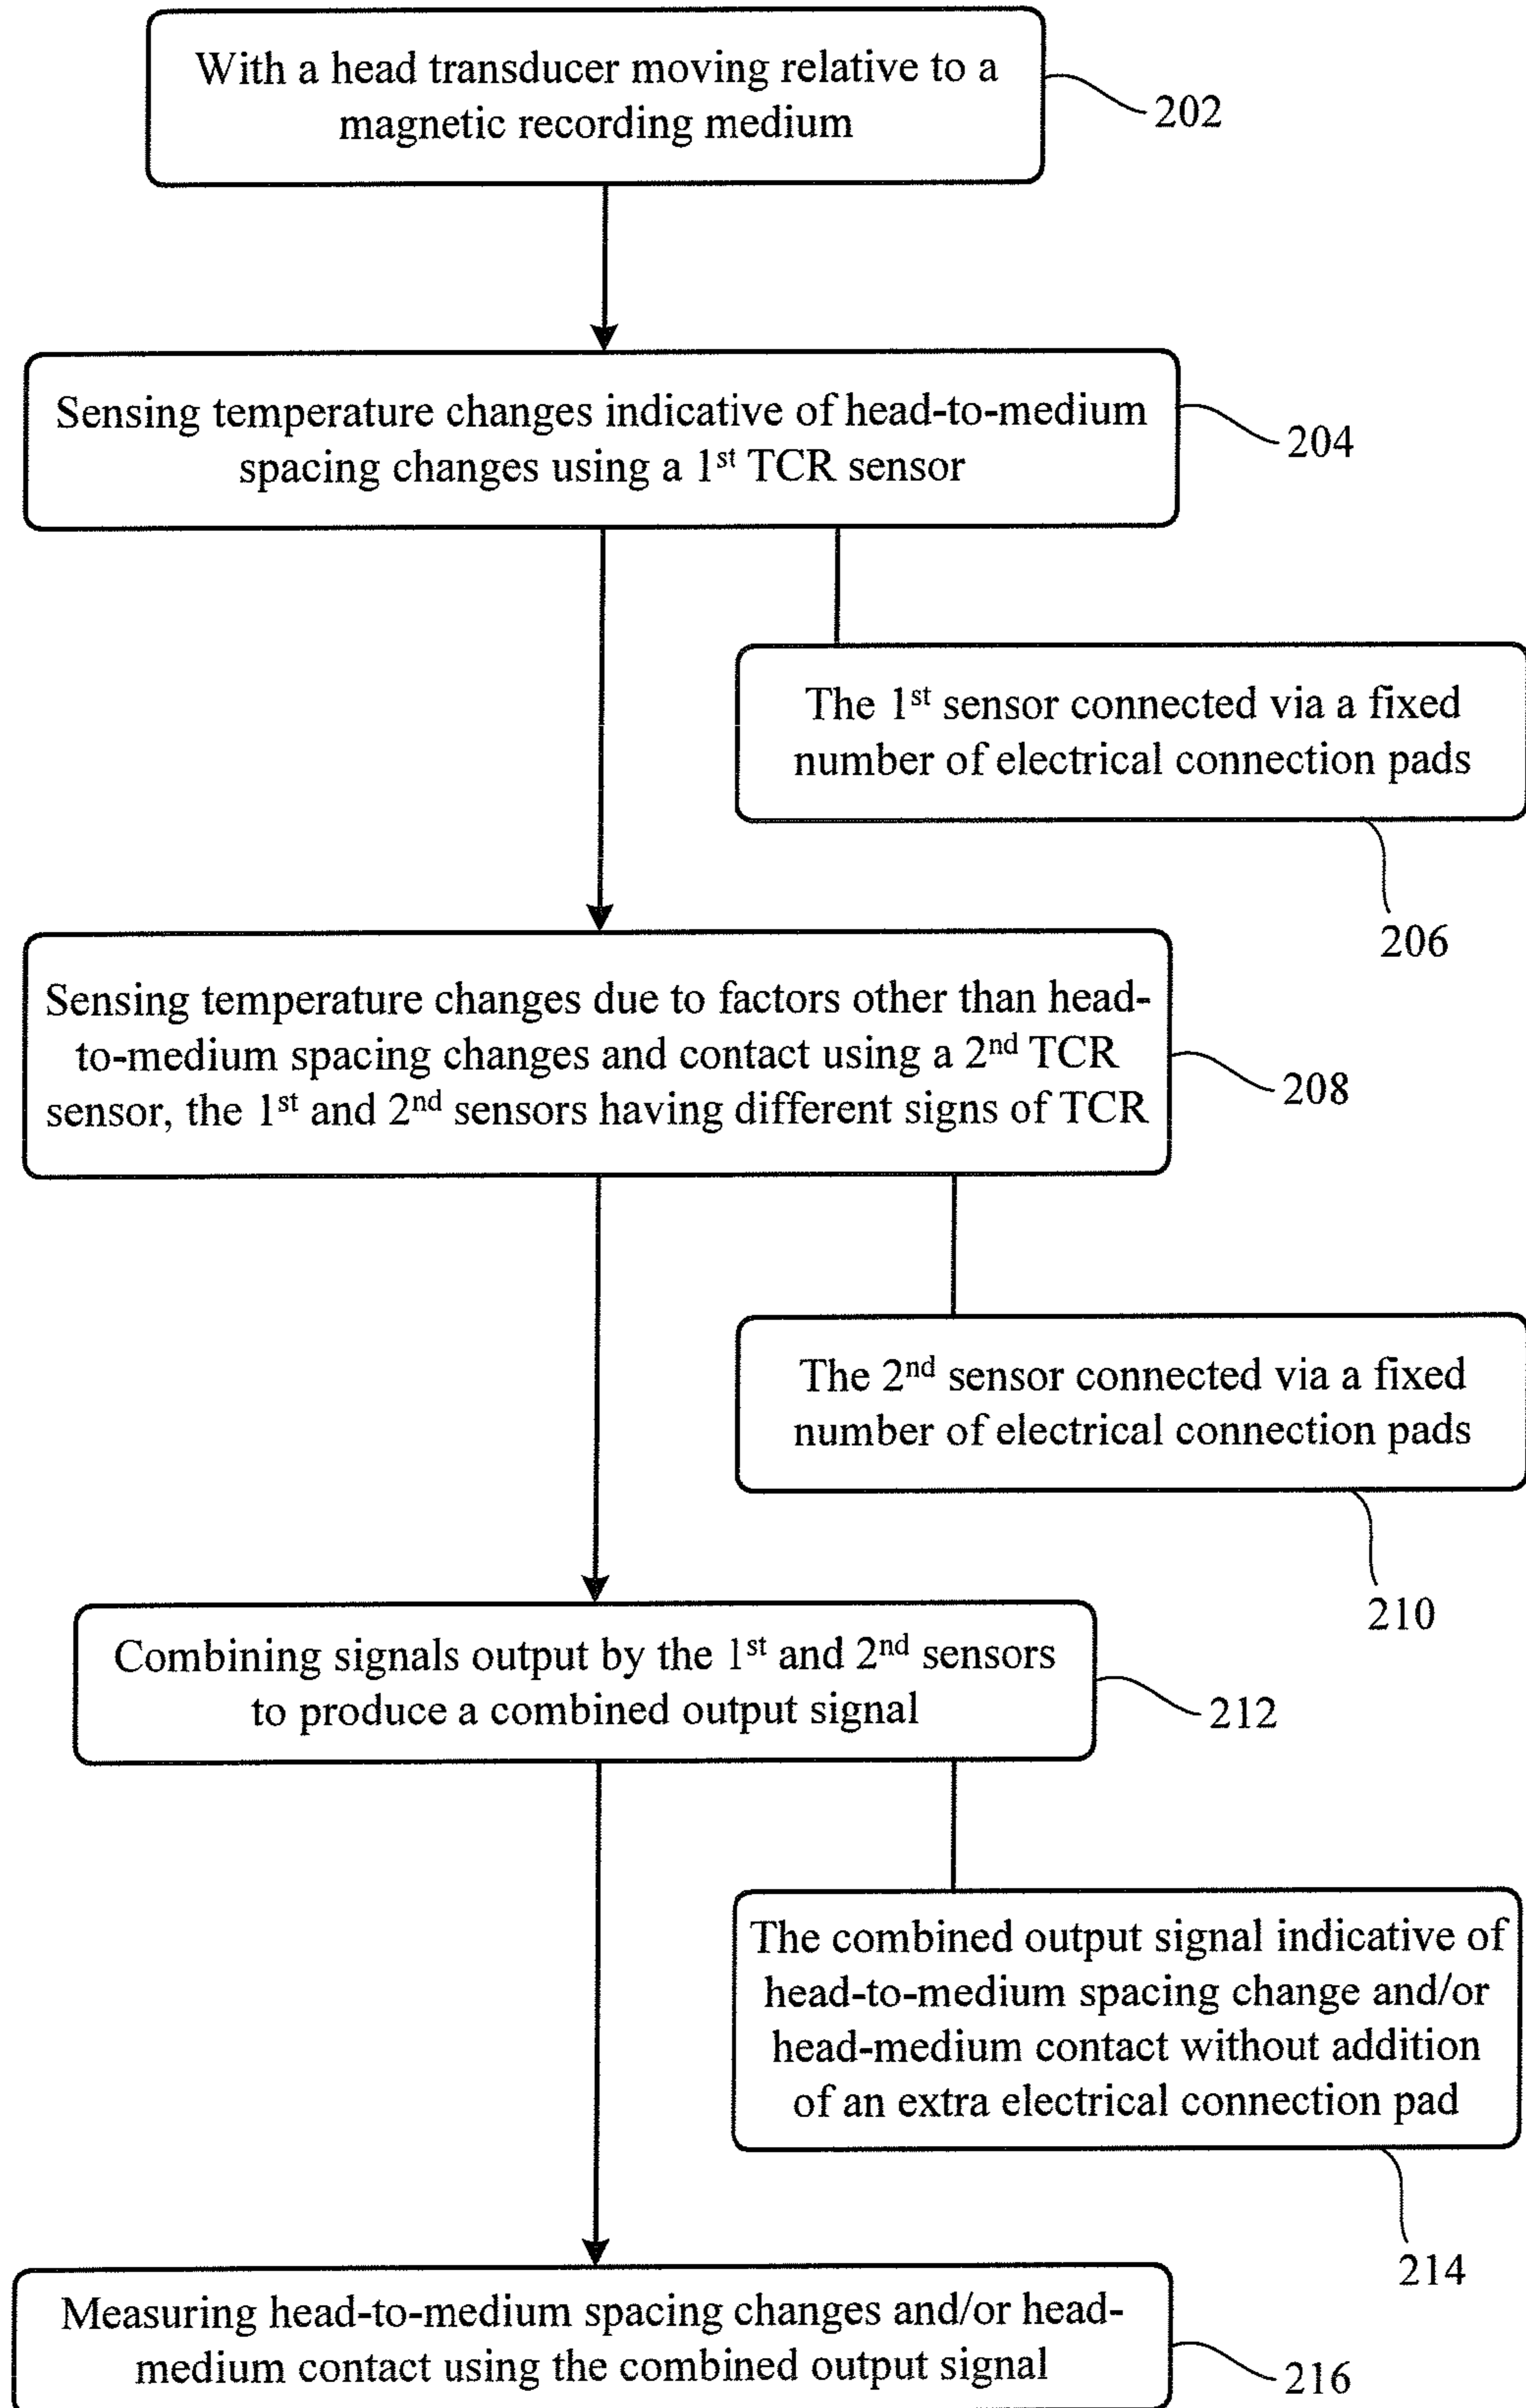 With a head transducer moving relative to a
magnetic recording medium
202
Sensing temperature changes indicative of head-to-medium
spacing changes using a 1st TCR sensor
204
The 1st sensor connected via a fixed
number of electrical connection pads
206
Sensing temperature changes due to factors other than head-
to-medium spacing changes and contact using a 2nd TCR
sensor, the 1st and 2nd sensors having different signs of TCR
208
The 2nd sensor connected via a fixed
number of electrical connection pads
210
Combining signals output by the 1st and 2nd sensors
to produce a combined output signal
212
The combined output signal indicative of
head-to-medium spacing change and/or
head-medium contact without addition
of an extra electrical connection pad
214
Measuring head-to-medium spacing changes and/or head-
medium contact using the combined output signal
216